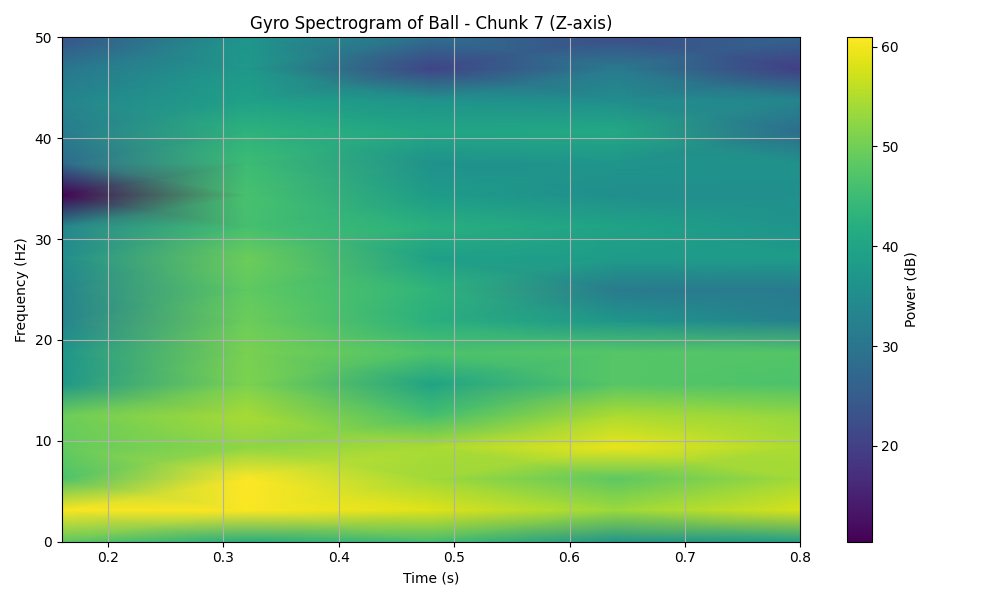 Gyro Spectrogram of Ball - Chunk 7 (Z-axis)
50
40
30
20
10
0
Frequency (Hz)
0.2 0.3 0.4 0.5 0.6 0.7 0.8
Time (s)
60
50
40
30
20
Power (dB)